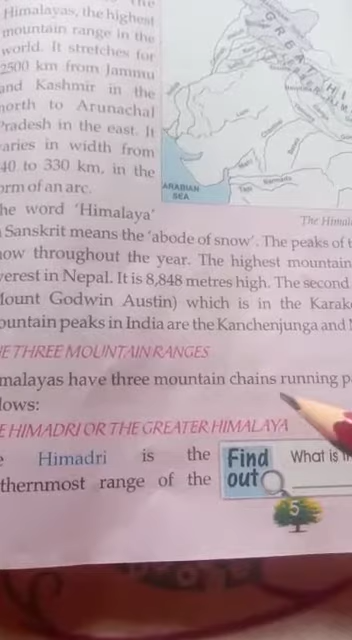 The
Himalayas, the highest
mountain range in the
world. It stretches for
2500 km from Jammu
and Kashmir in the
north to Arunachal
Pradesh in the east. It
varies in width from
40 to 330 km, in the
orm of an arc.
GREAT HI
ARABIAN
SEA
Narmada
The Himal
he word 'Himalaya'
Sanskrit means the 'abode of snow'. The peaks of t
now throughout the year. The highest mountain
verest in Nepal. It is 8,848 metres high. The second
Mount Godwin Austin) which is in the Karak
ountain peaks in India are the Kanchenjunga and
E THREE MOUNTAIN RANGES
malayas have three mountain chains running pa
lows:
E HIMADRI OR THE GREATER HIMALAYA
e Himadri is the
thernmost range of the
Find
out
What is
5